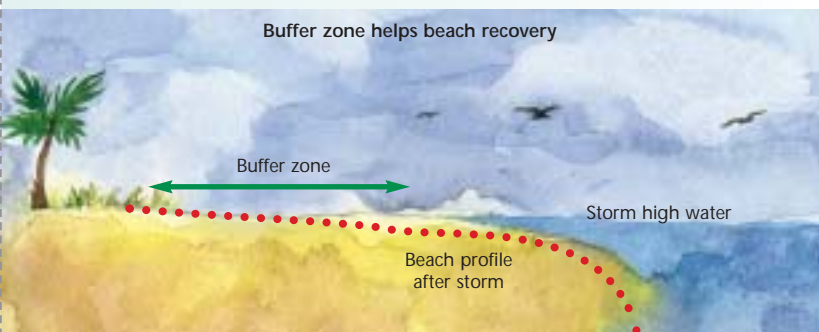 Buffer zone helps beach recovery
Buffer zone
Storm high water
Beach profile
after storm